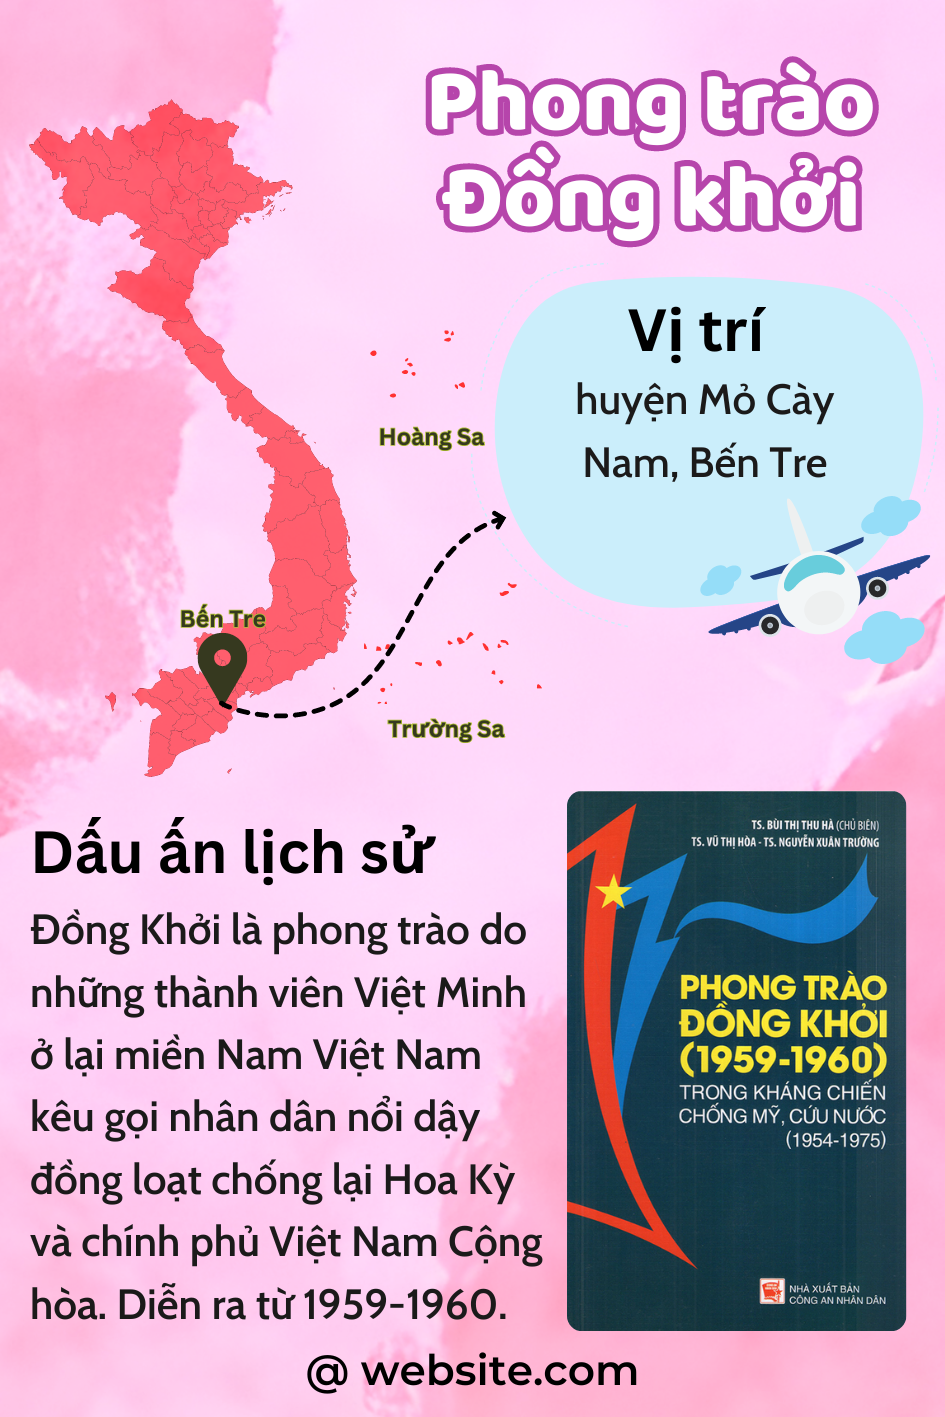 Phong trào
Đồng khởi
Vị trí
huyện Mỏ Cày
Nam, Bến Tre
Hoàng Sa
Bến Tre
Trường Sa
Dấu ấn lịch sử
Đồng Khởi là phong trào do
những thành viên Việt Minh
ở lại miền Nam Việt Nam
kêu gọi nhân dân nổi dậy
đồng loạt chống lại Hoa Kỳ
và chính phủ Việt Nam Cộng
hòa. Diễn ra từ 1959-1960.
TS. BÙI THỊ THU HÀ (CHỦ BIÊN)
TS. VŨ THỊ HÒA - TS. NGUYỄN XUÂN TRƯỜNG
PHONG TRÀO
ĐỒNG KHỞI
(1959-1960)
TRONG KHÁNG CHIẾN
CHỐNG MỸ, CỨU NƯỚC
(1954-1975)
NHÀ XUẤT BẢN
CÔNG AN NHÂN DÂN
@ website.com